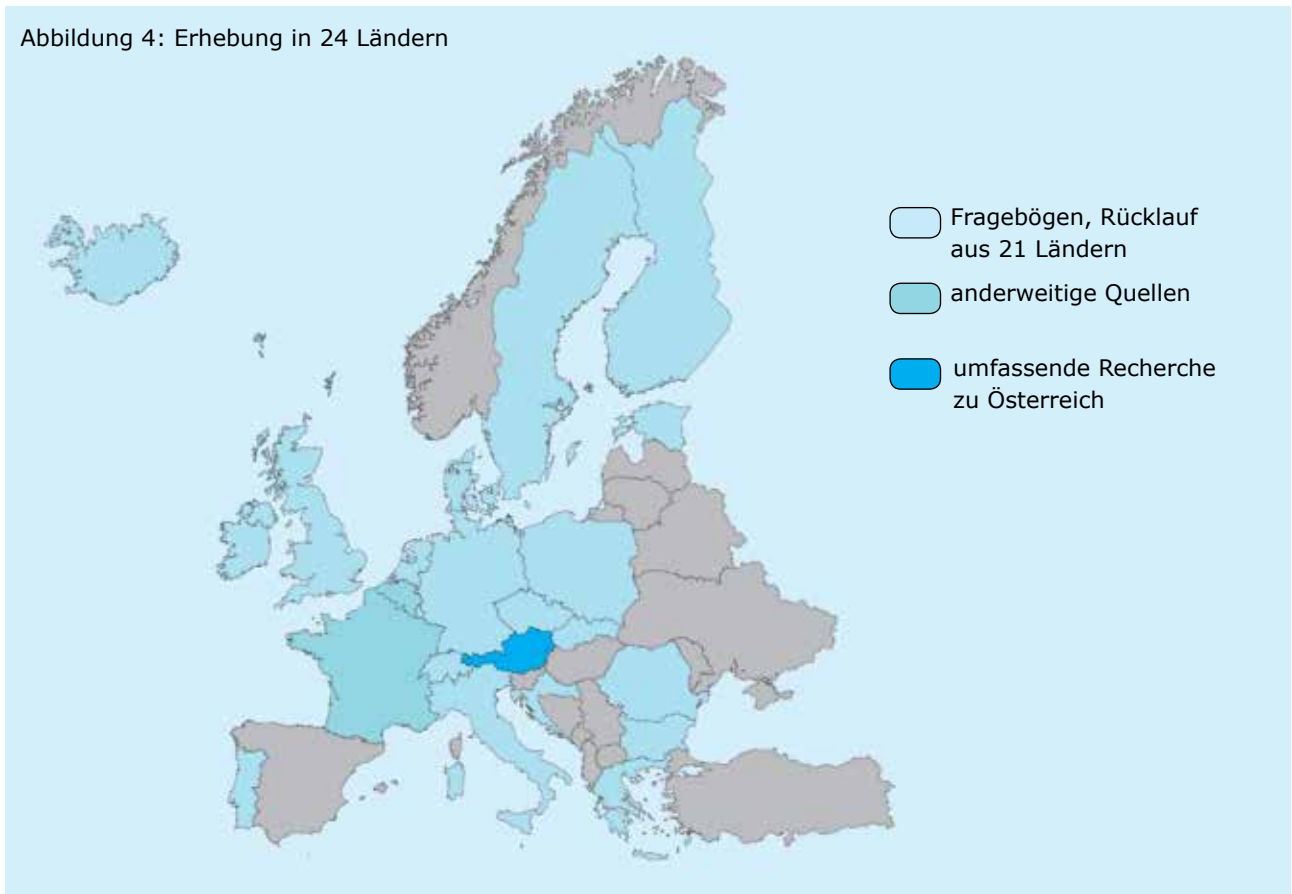 Abbildung 4: Erhebung in 24 Ländern
Fragebögen, Rücklauf
aus 21 Ländern
anderweitige Quellen
umfassende Recherche
zu Österreich